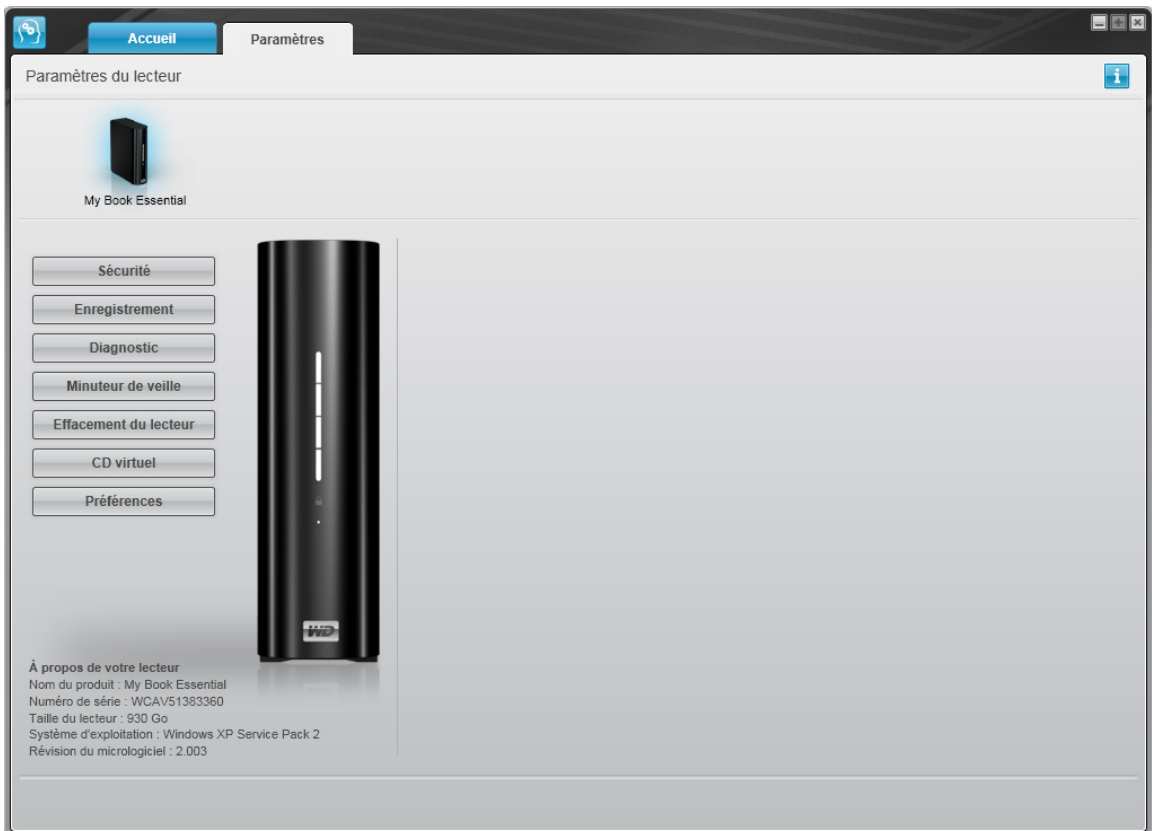 Accueil
Paramètres
Paramètres du lecteur
i
My Book Essential
Sécurité
Enregistrement
Diagnostic
Minuteur de veille
Effacement du lecteur
CD virtuel
Préférences
WD
À propos de votre lecteur
Nom du produit : My Book Essential
Numéro de série : WCAV51383360
Taille du lecteur : 930 Go
Système d'exploitation : Windows XP Service Pack 2
Révision du micrologiciel : 2.003